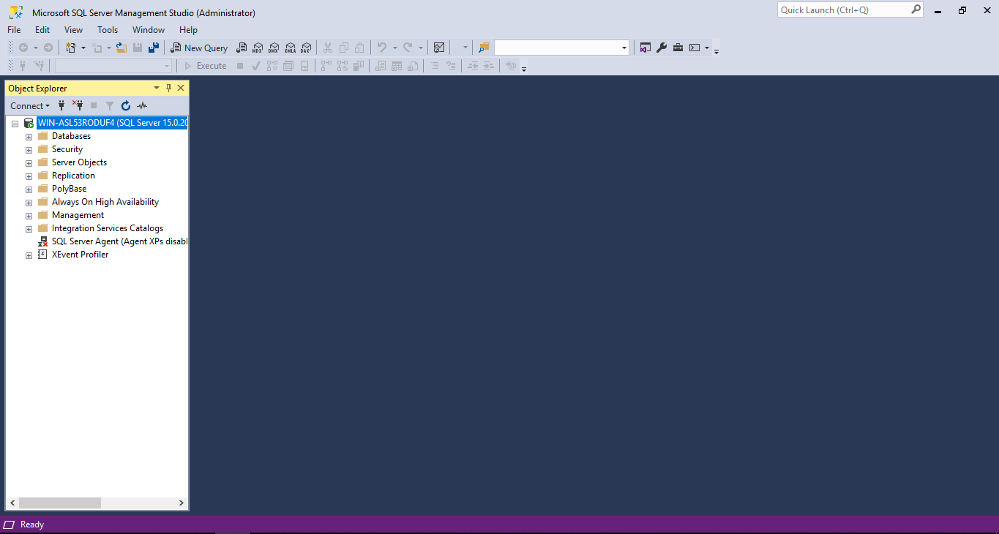 Microsoft SQL Server Management Studio (Administrator)
Quick Launch (Ctrl+Q)
File Edit View Tools Window Help
New Query MDX DMX XMLA DAX
Execute
Object Explorer
Connect
WIN-ASL53RODUF4 (SQL Server 15.0.20
Databases
Security
Server Objects
Replication
PolyBase
Always On High Availability
Management
Integration Services Catalogs
SQL Server Agent (Agent XPs disabl
XEvent Profiler
Ready